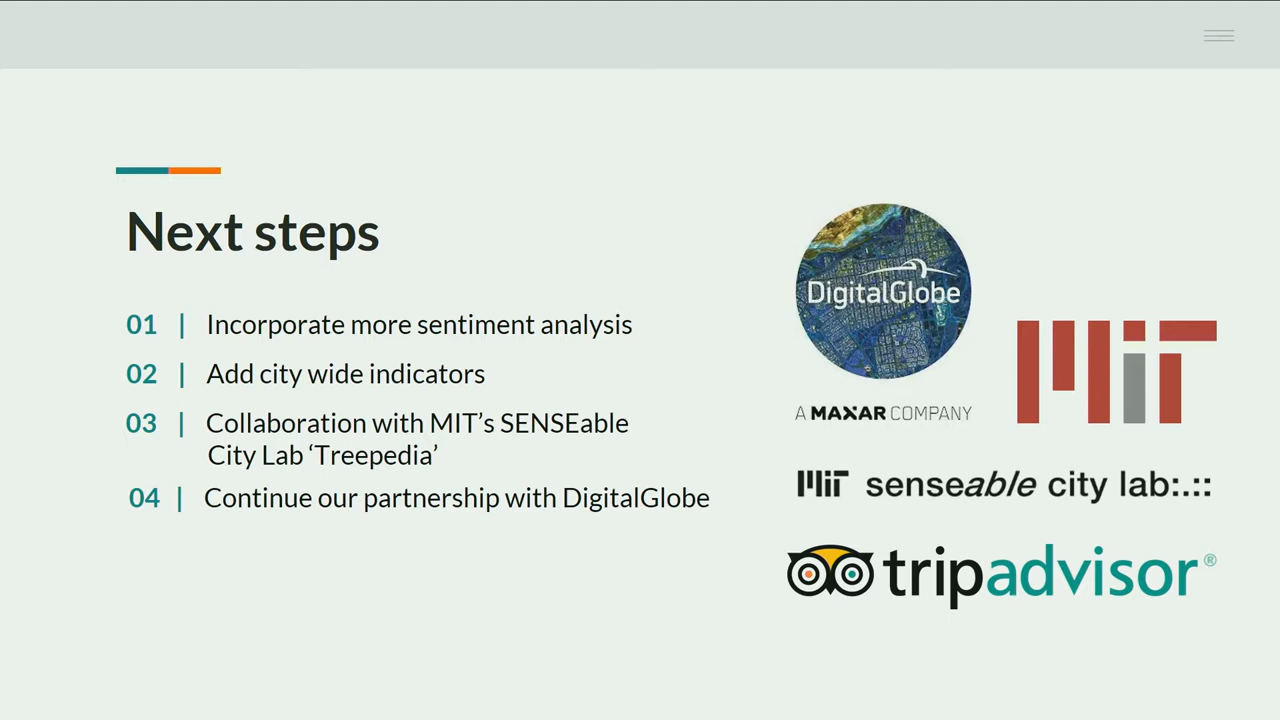 Next steps
01 | Incorporate more sentiment analysis
02 | Add city wide indicators
03 | Collaboration with MIT’s SENSEable
City Lab ‘Treepedia’
04 | Continue our partnership with DigitalGlobe
DigitalGlobe
A MAXAR COMPANY
MiT
MiT senseable city lab:.::
tripadvisor®